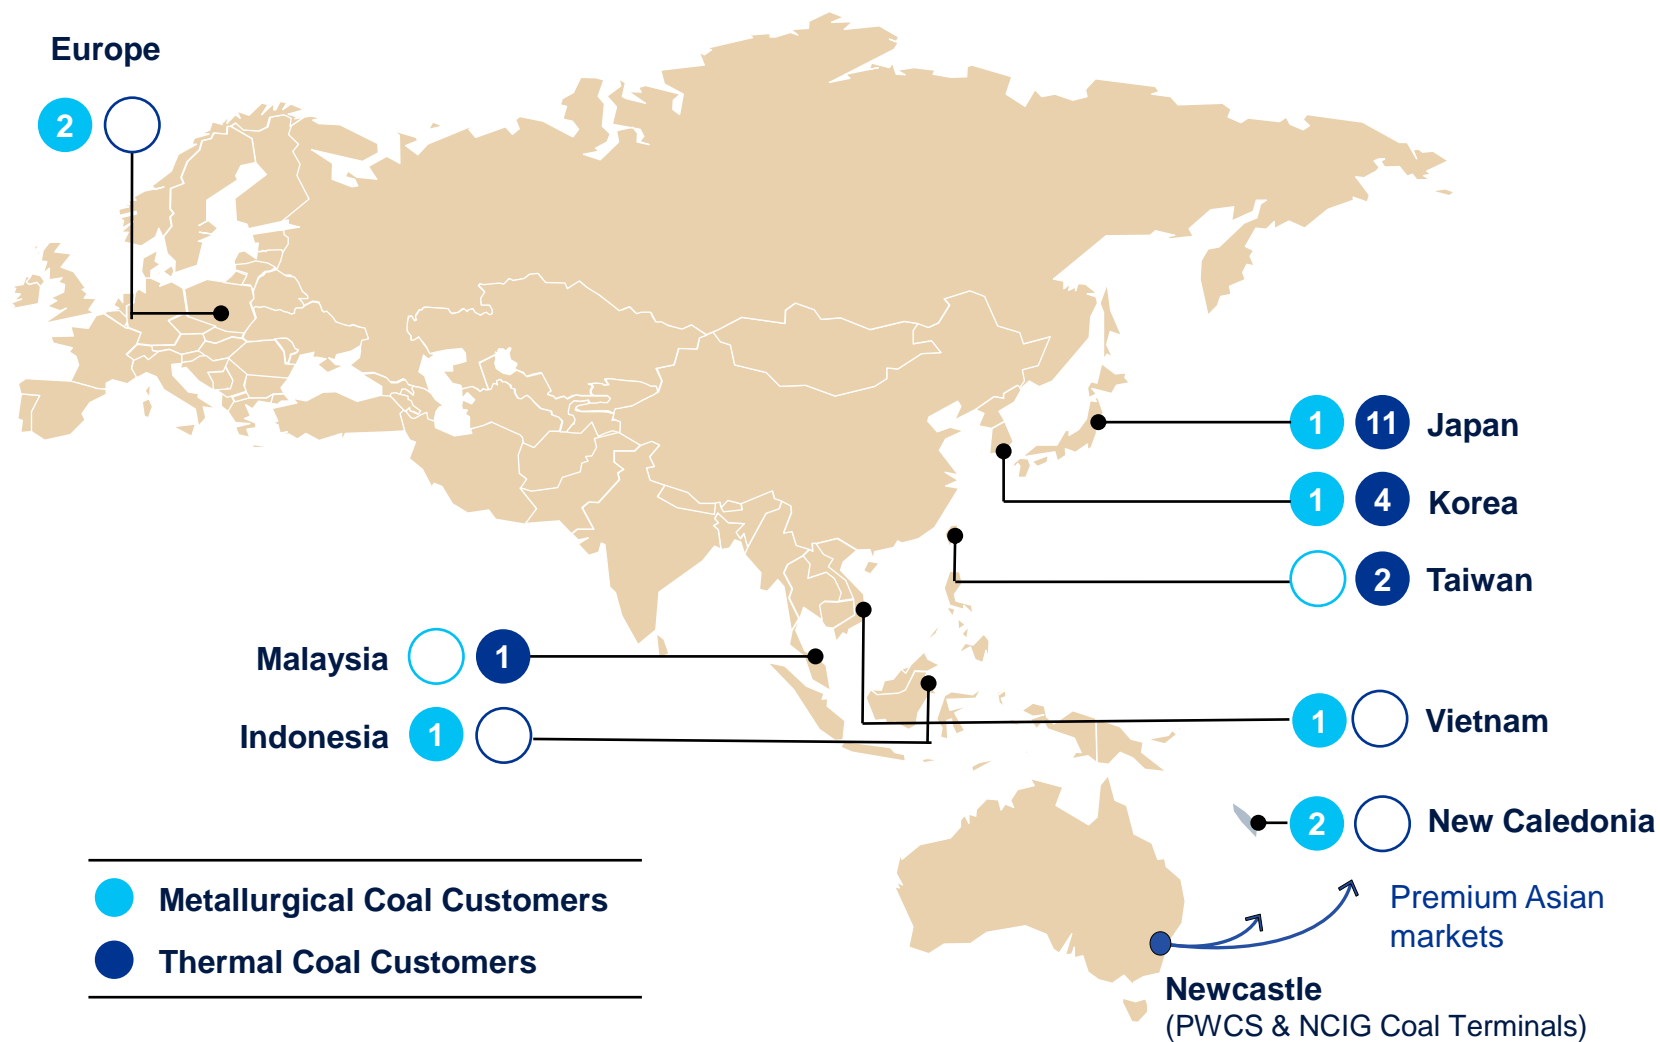 Europe
2
1 11 Japan
1 4 Korea
2 Taiwan
Malaysia 1
Indonesia 1
1 Vietnam
2 New Caledonia
Metallurgical Coal Customers
Thermal Coal Customers
Premium Asian
markets
Newcastle
(PWCS & NCIG Coal Terminals)